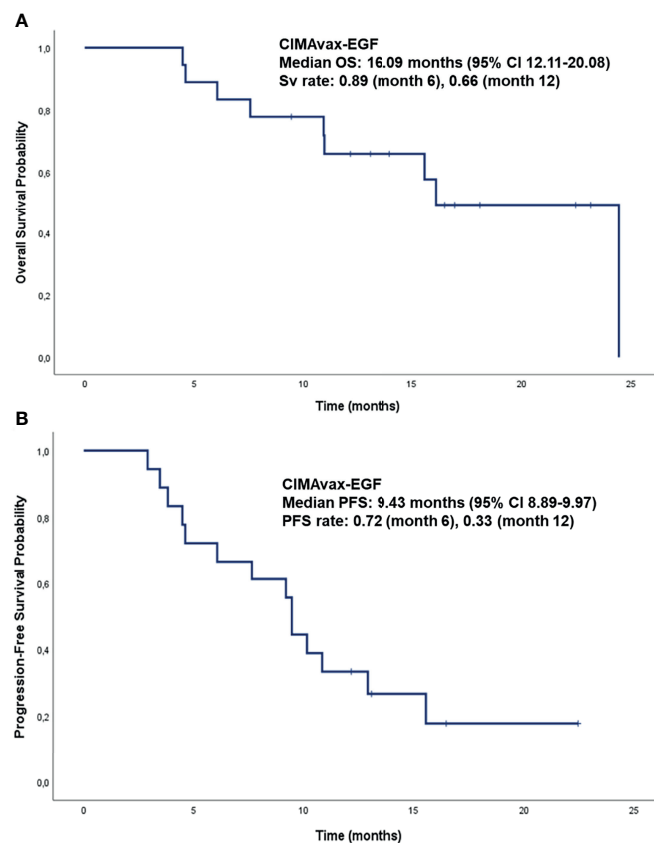 A
CIMAvax-EGF
Median OS: 16.09 months (95% CI 12.11-20.08)
Sv rate: 0.89 (month 6), 0.66 (month 12)
Overall Survival Probability
1,0
0,8
0,6
0,4
0,2
0,0
0 5 10 15 20 25
Time (months)
B
CIMAvax-EGF
Median PFS: 9.43 months (95% CI 8.89-9.97)
PFS rate: 0.72 (month 6), 0.33 (month 12)
Progression-Free Survival Probability
1,0
0,8
0,6
0,4
0,2
0,0
0 5 10 15 20 25
Time (months)